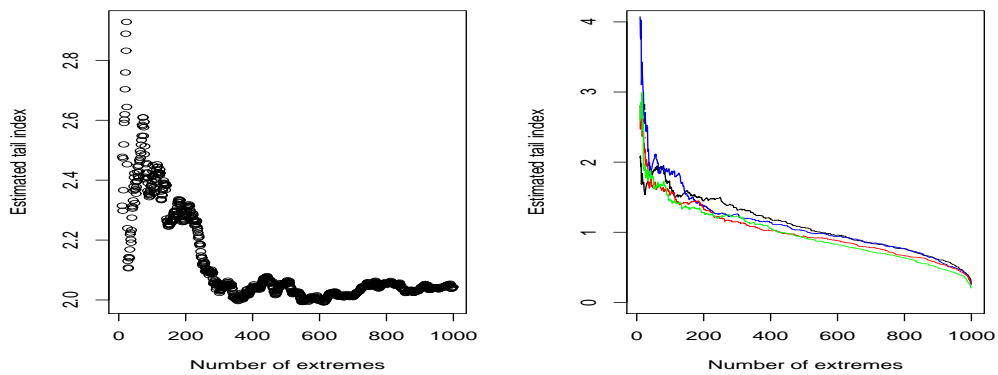 2.8
2.6
2.4
2.2
2.0
Estimated tail index
0 200 400 600 800 1000
Number of extremes
4
3
2
1
0
Estimated tail index
0 200 400 600 800 1000
Number of extremes